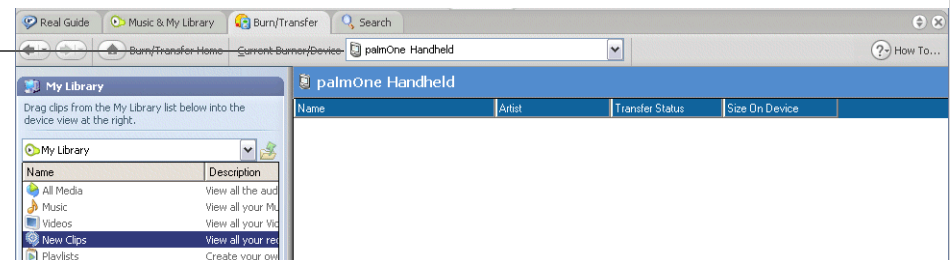 Real Guide Music & My Library Burn/Transfer Search
Burn/Transfer Home Current Burner/Device palmOne Handheld How To...
My Library palmOne Handheld
Drag clips from the My Library list below into the
device view at the right.
Name Artist Transfer Status Size On Device
My Library
Name Description
All Media View all the aud
Music View all your Mu
Videos View all your Vid
New Clips View all your rec
Playlists Create your ow